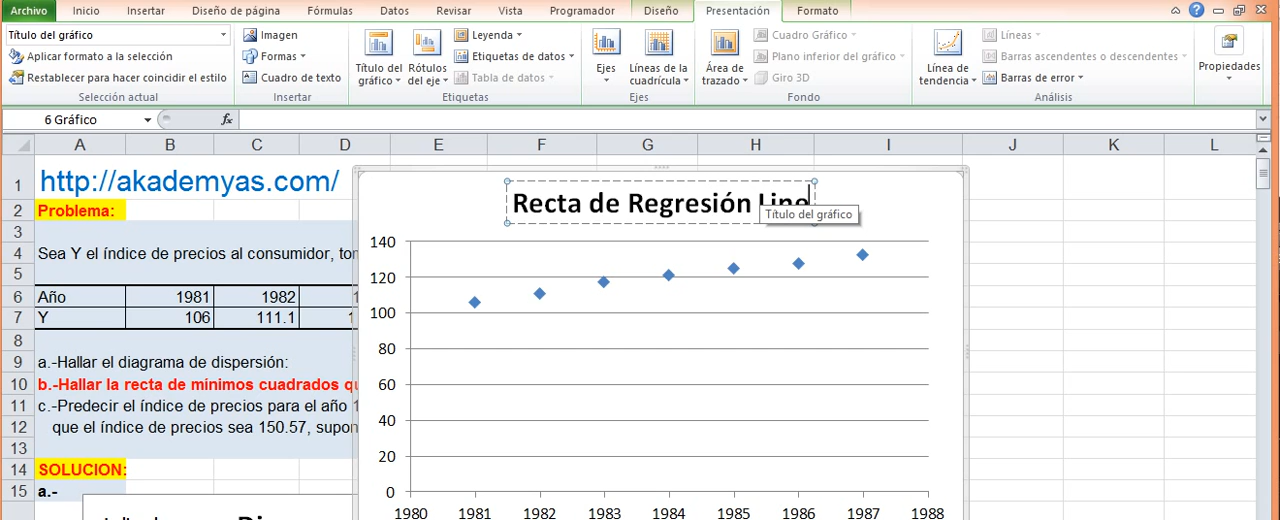 Archivo Inicio Insertar Diseño de página Fórmulas Datos Revisar Vista Programador Diseño Presentación Formato
Título del gráfico Imagen Leyenda Cuadro Gráfico Líneas
Aplicar formato a la selección Formas Etiquetas de datos Plano inferior del gráfico Barras ascendentes o descendentes
Restablecer para hacer coincidir el estilo Cuadro de texto Título del gráfico Rótulos del eje Tabla de datos Ejes Líneas de la cuadrícula Área de trazado Giro 3D Línea de tendencia Barras de error Propiedades
Selección actual Insertar Etiquetas Ejes Fondo Análisis
6 Gráfico fx
A B C D E F G H I J K L
1 http://akademyas.com/
Recta de Regresión Line
Título del gráfico
2 Problema:
3
4 Sea Y el índice de precios al consumidor,
5
6 Año 1981 1982
7 Y 106 111.1
8
9 a.-Hallar el diagrama de dispersión:
10 b.-Hallar la recta de mínimos cuadrados
11 c.-Predecir el índice de precios para el año
12 que el índice de precios sea 150.57,
13
14 SOLUCION:
15 a.-
140
120
100
80
60
40
20
0
1980 1981 1982 1983 1984 1985 1986 1987 1988